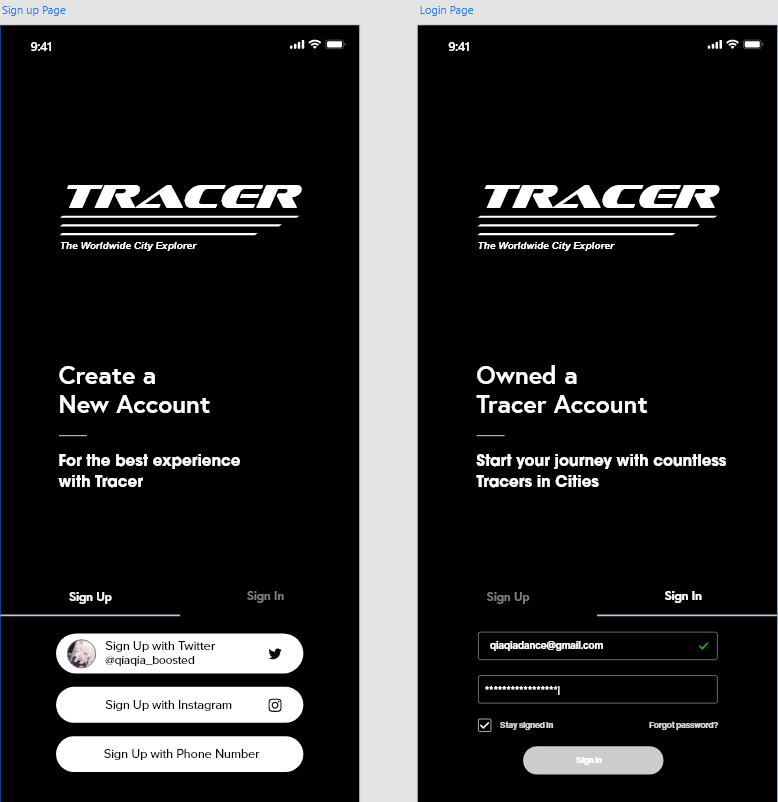 Sign up Page
9:41
TRACER
The Worldwide City Explorer
Create a
New Account
For the best experience
with Tracer
Sign Up
Sign In
Sign Up with Twitter
@qiaqia_boosted
Sign Up with Instagram
Sign Up with Phone Number
Login Page
9:41
TRACER
The Worldwide City Explorer
Owned a
Tracer Account
Start your journey with countless
Tracers in Cities
Sign Up
Sign In
qiaqiadance@gmail.com
*****************|
Stay signed in
Forgot password?
Sign In